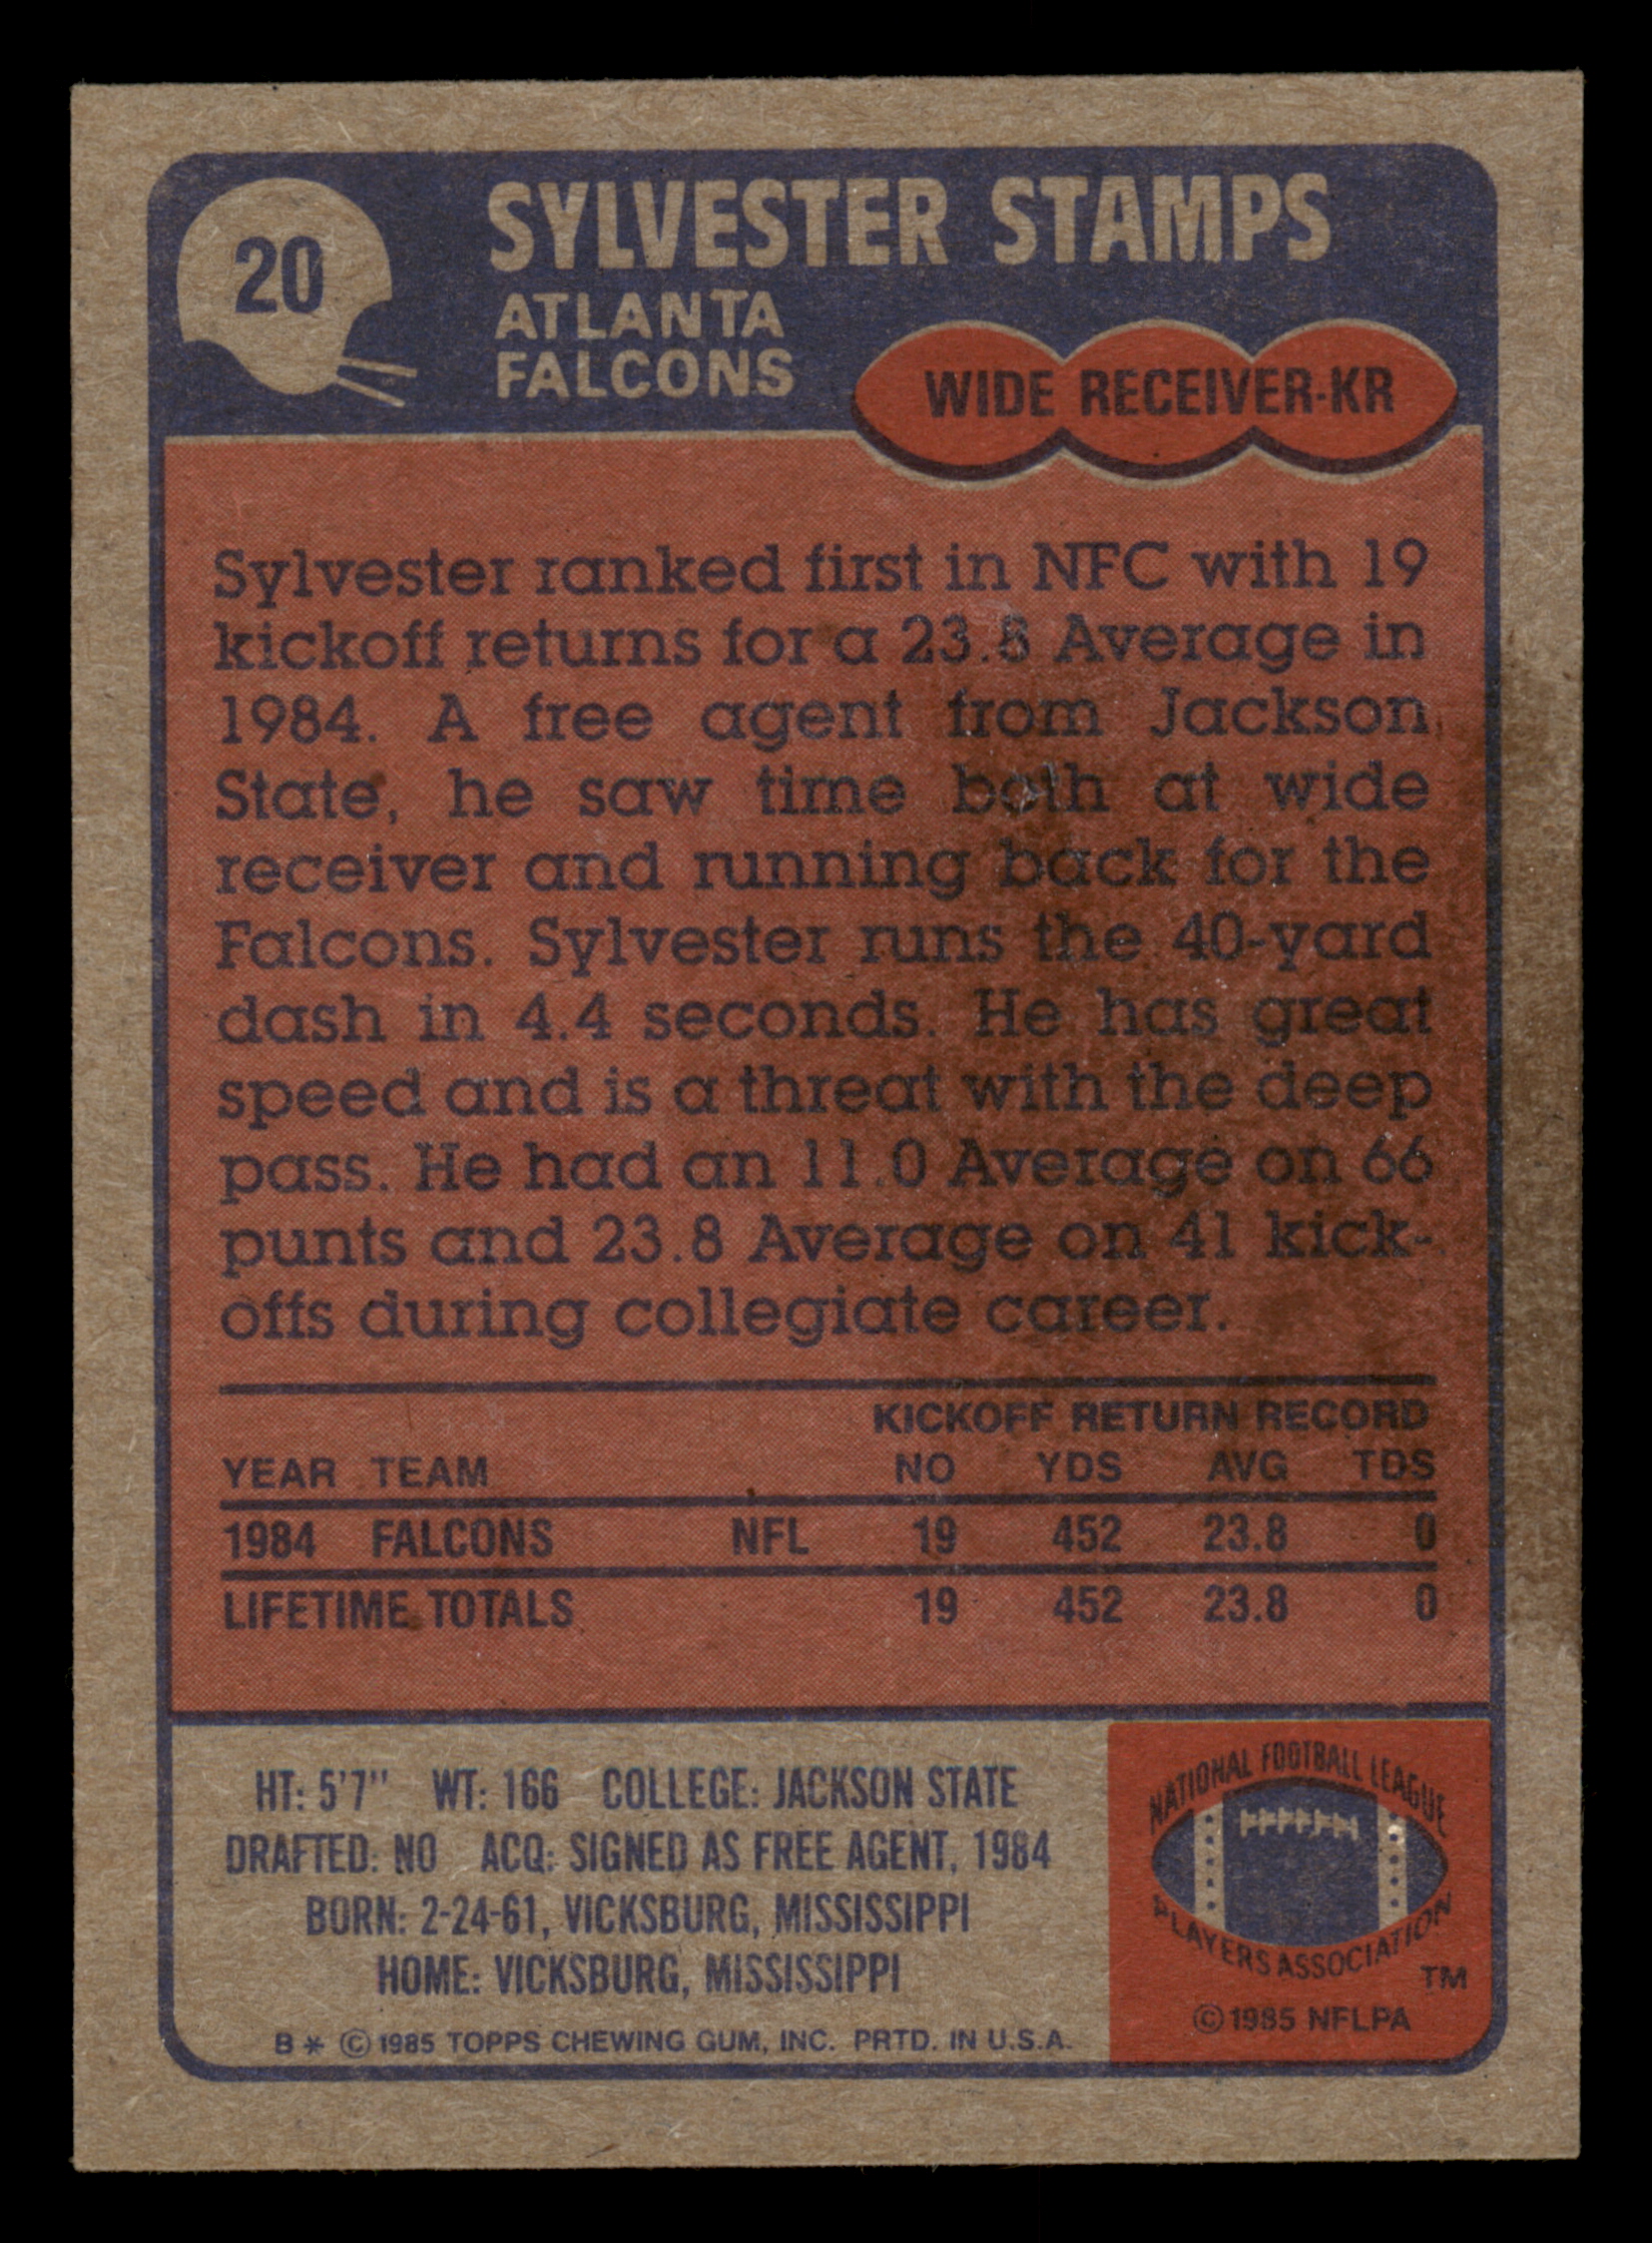 20
SYLVESTER STAMPS
ATLANTA
FALCONS
WIDE RECEIVER-KR
Sylvester ranked first in NFC with 19
kickoff returns for a 23.8 Average in
1984. A free agent from Jackson
State, he saw time both at wide
receiver and running back for the
Falcons. Sylvester runs the 40-yard
dash in 4.4 seconds. He has great
speed and is a threat with the deep
pass. He had an 11.0 Average on 66
punts and 23.8 Average on 41 kick-
offs during collegiate career.
KICKOFF RETURN RECORD
YEAR TEAM NO YDS AVG TDS
1984 FALCONS NFL 19 452 23.8 0
LIFETIME TOTALS 19 452 23.8 0
HT: 5'7" WT: 166 COLLEGE: JACKSON STATE
DRAFTED: NO ACQ: SIGNED AS FREE AGENT, 1984
BORN: 2-24-61, VICKSBURG, MISSISSIPPI
HOME: VICKSBURG, MISSISSIPPI
B * © 1985 TOPPS CHEWING GUM, INC. PRTD. IN U.S.A.
NATIONAL FOOTBALL LEAGUE
PLAYERS ASSOCIATION
TM
© 1985 NFLPA